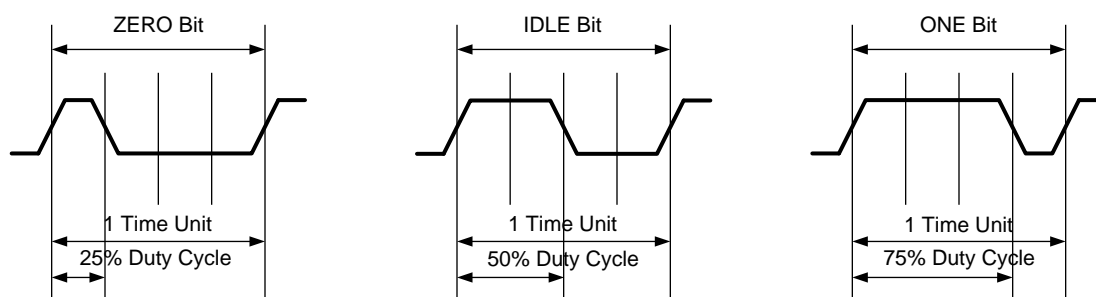 ZERO Bit
IDLE Bit
ONE Bit
1 Time Unit
1 Time Unit
1 Time Unit
25% Duty Cycle
50% Duty Cycle
75% Duty Cycle